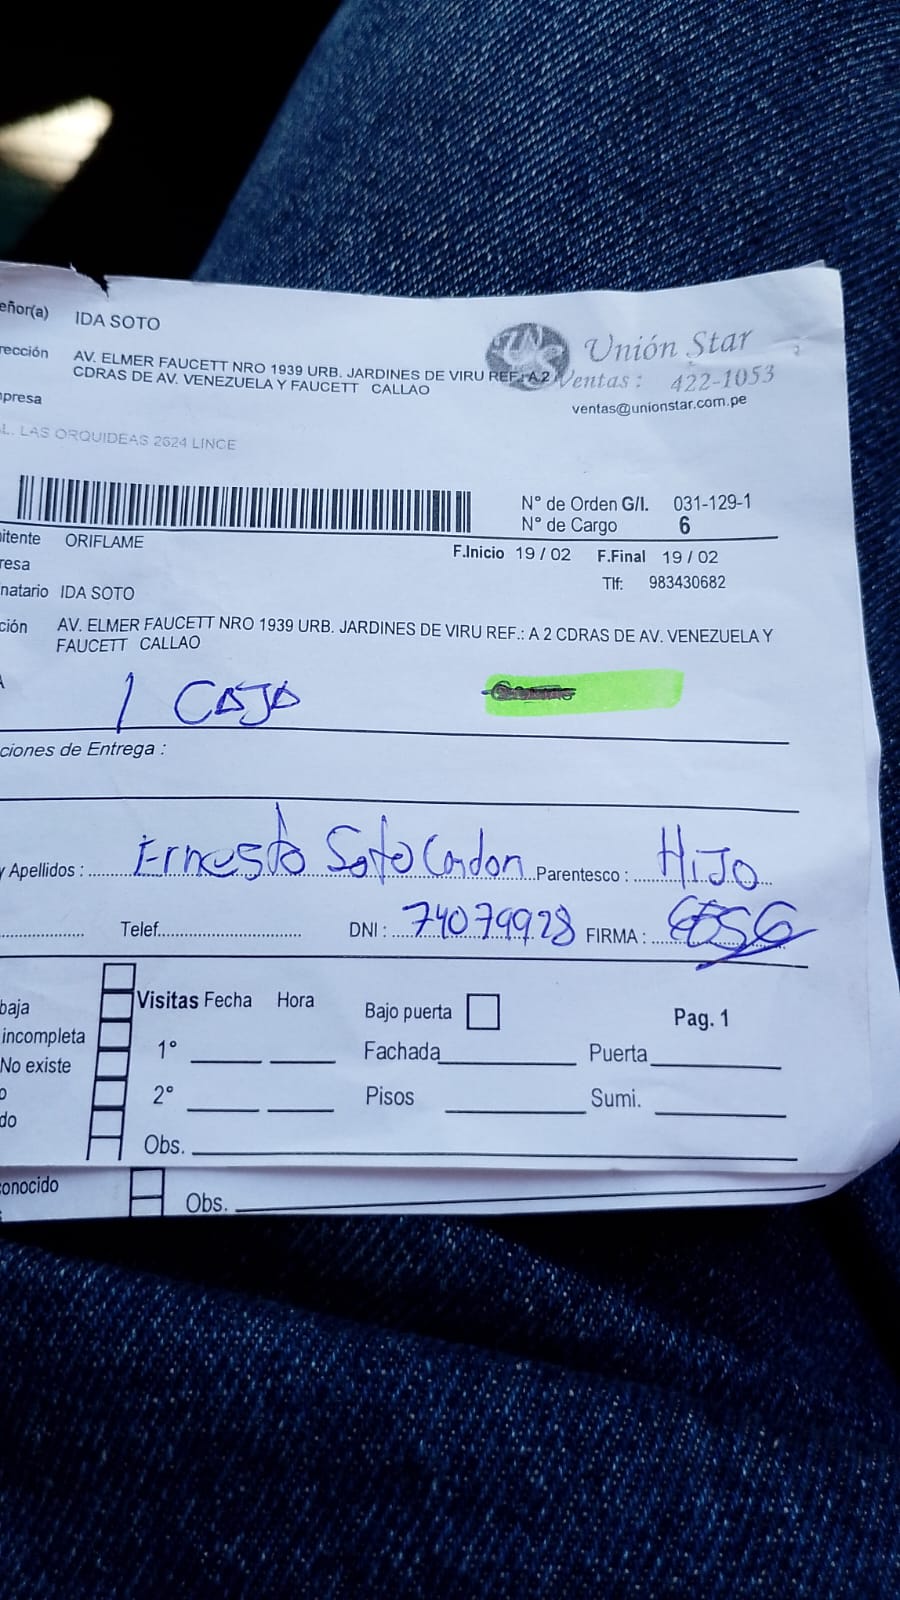 eñor(a) IDA SOTO
rección AV. ELMER FAUCETT NRO 1939 URB. JARDINES DE VIRU REF.: A 2
CDRAS DE AV. VENEZUELA Y FAUCETT CALLAO
Unión Star
Ventas: 422-1053
ventas@unionstar.com.pe
presa
AL. LAS ORQUIDEAS 2624 LINCE
N° de Orden G/I. 031-129-1
N° de Cargo 6
itente ORIFLAME
F.Inicio 19 / 02 F.Final 19 / 02
resa
Tlf: 983430682
natario IDA SOTO
ción AV. ELMER FAUCETT NRO 1939 URB. JARDINES DE VIRU REF.: A 2 CDRAS DE AV. VENEZUELA Y
FAUCETT CALLAO
1 CAJA
ciones de Entrega :
y Apellidos : Ernesto Soto Condon Parentesco : HIJO
Telef. DNI : 74079928 FIRMA :
Visitas Fecha Hora Bajo puerta Pag. 1
baja
incompleta 1° Fachada Puerta
No existe
o 2° Pisos Sumi.
do
Obs.
onocido Obs.